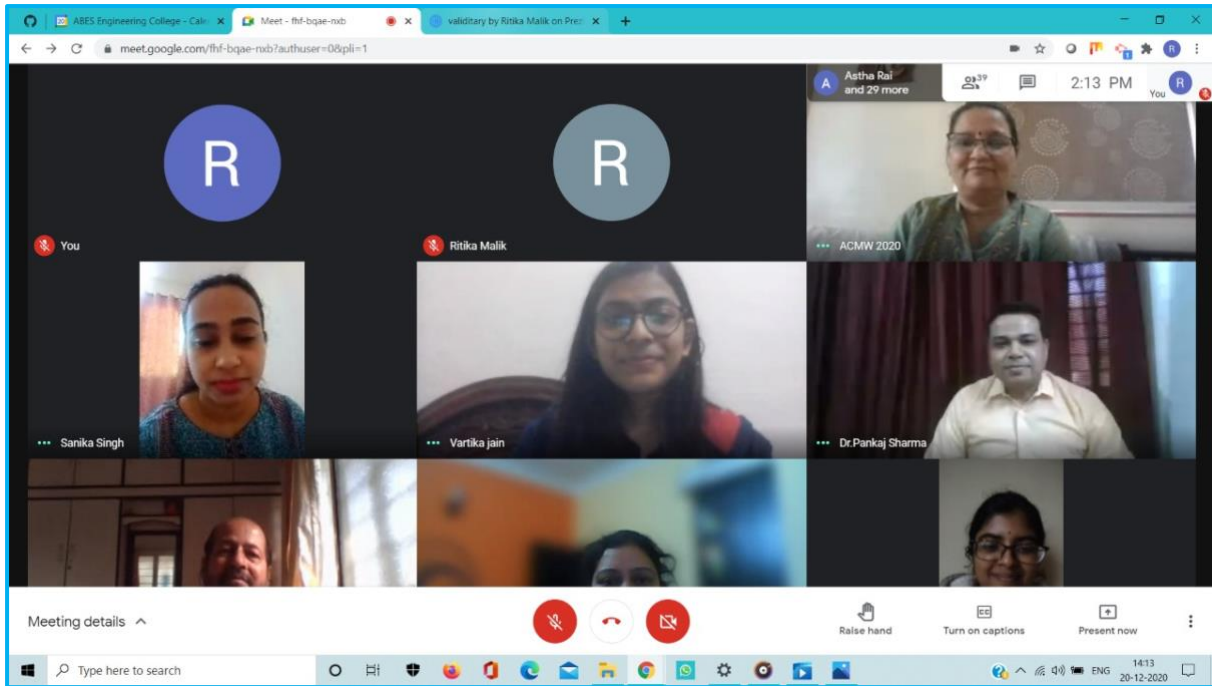 ABES Engineering College - Cale
Meet - fhf-bqae-nxb
validitary by Ritika Malik on Prezi
meet.google.com/fhf-bqae-nxb?authuser=0&pli=1
R
R
R
A
Astha Rai
and 29 more
39
2:13 PM
You
R
You
Ritika Malik
ACMW 2020
Sanika Singh
Vartika jain
Dr.Pankaj Sharma
Meeting details
Raise hand
CC
Turn on captions
Present now
Type here to search
ENG
14:13
20-12-2020